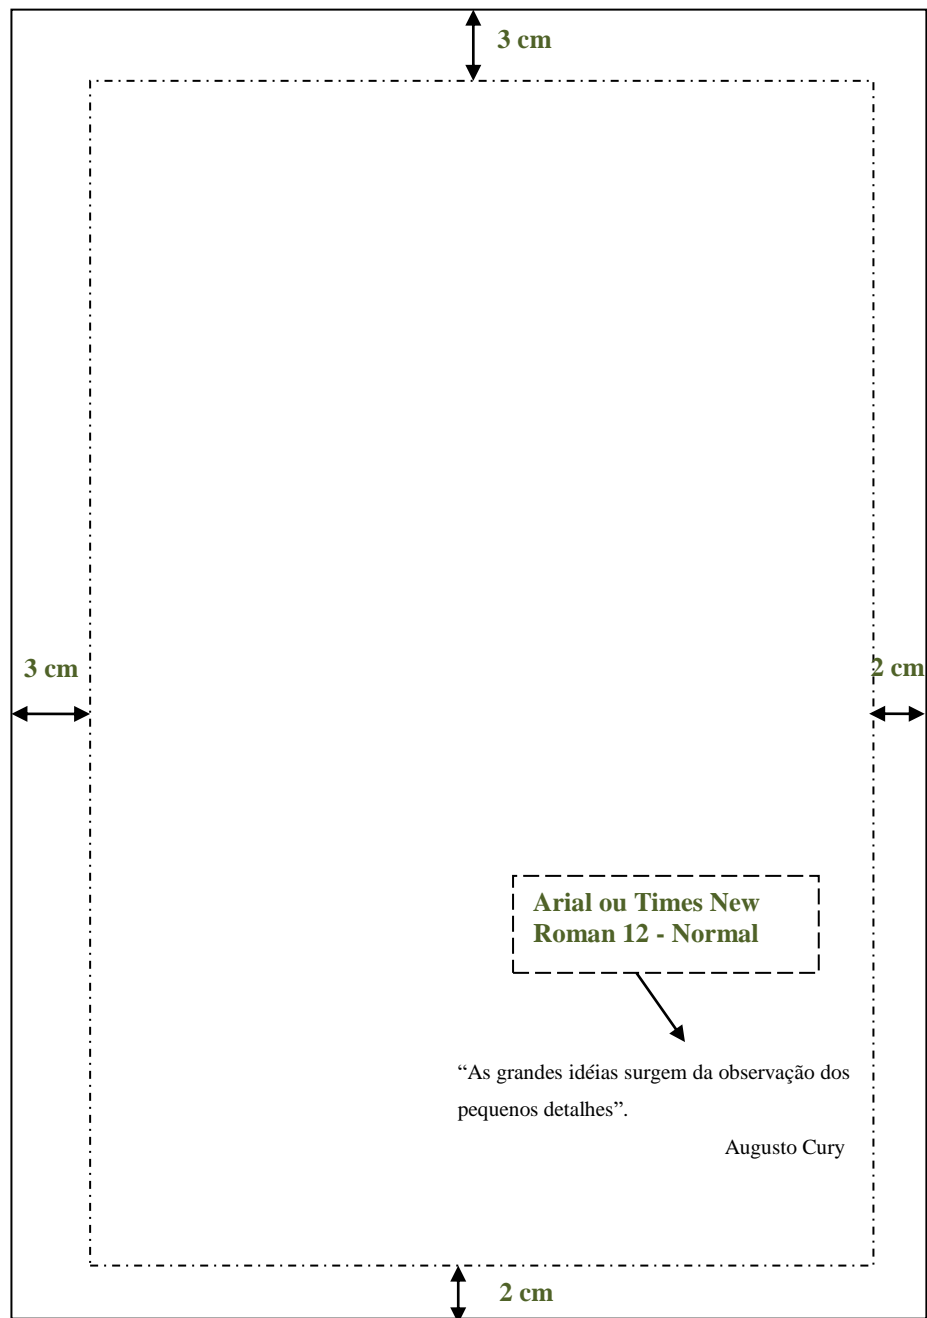 3 cm
3 cm
2 cm
Arial ou Times New
Roman 12 - Normal
“As grandes idéias surgem da observação dos
pequenos detalhes”.
Augusto Cury
2 cm